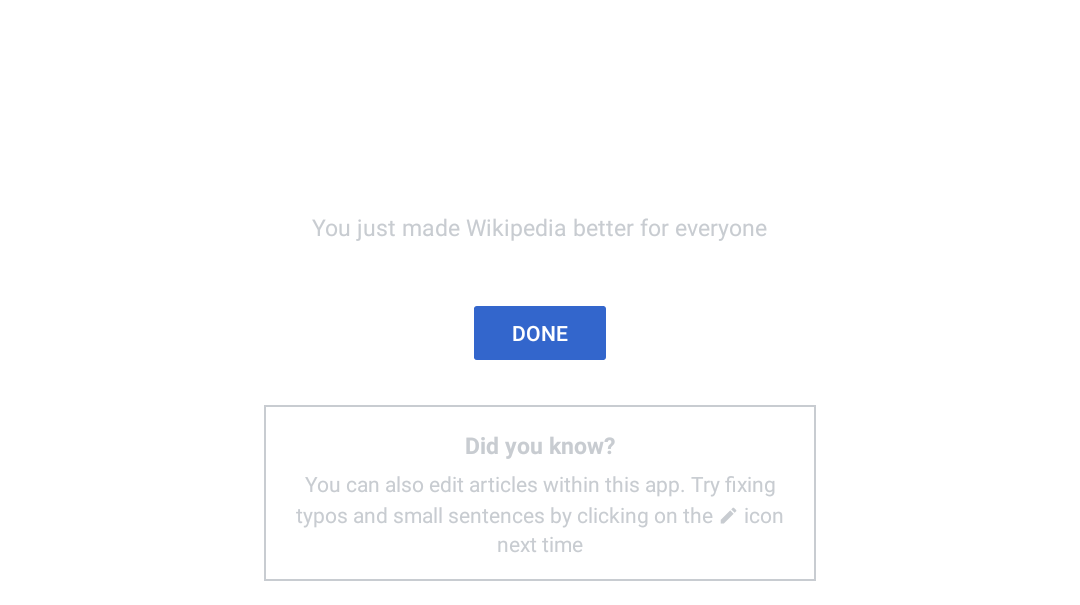 You just made Wikipedia better for everyone
DONE
Did you know?
You can also edit articles within this app. Try fixing
typos and small sentences by clicking on the icon
next time